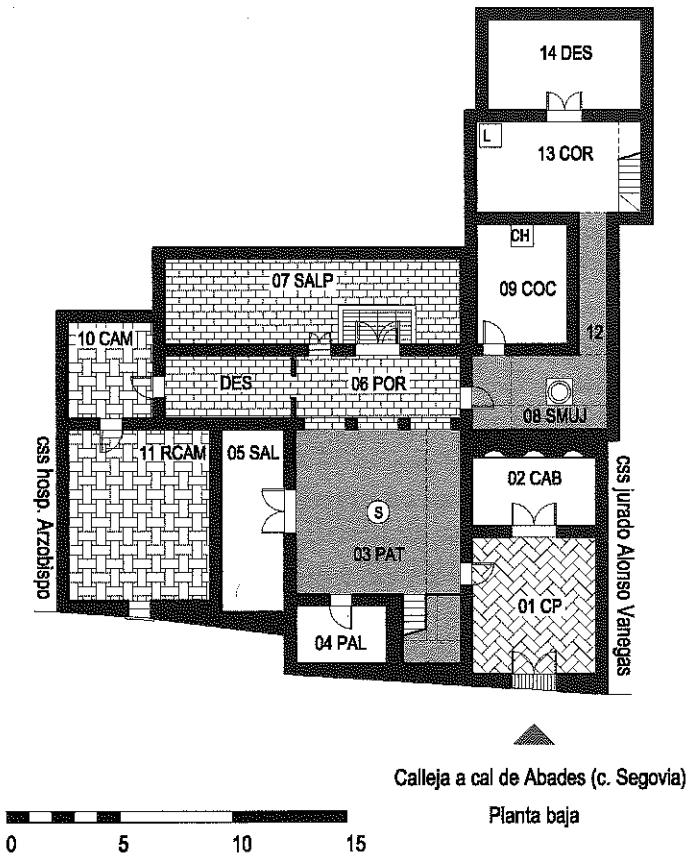 14 DES
L
13 COR
CH
09 COC
12
07 SALP
10 CAM
DES
06 POR
08 SMUJ
11 RCAM
05 SAL
02 CAB
S
03 PAT
01 CP
04 PAL
css hosp. Arzobispo
css jurado Alonso Vanegas
Calleja a cal de Abades (c. Segovia)
Planta baja
0 5 10 15